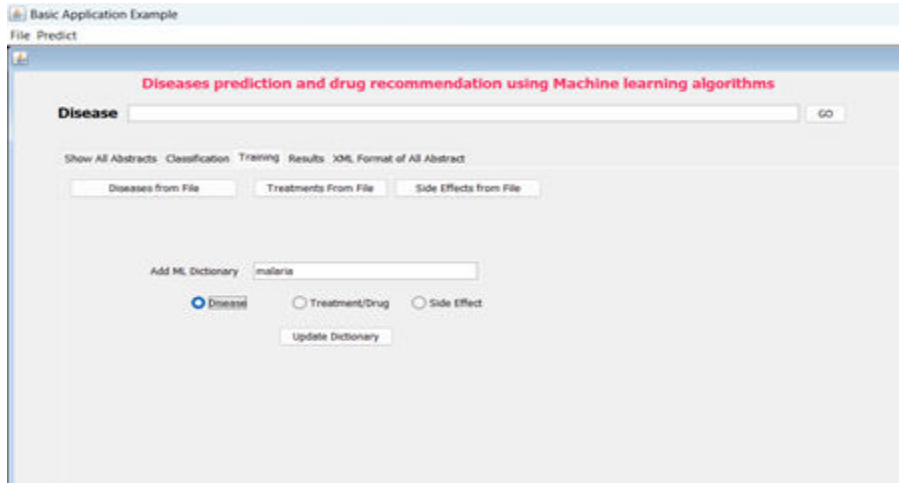 Basic Application Example
File Predict
Diseases prediction and drug recommendation using Machine learning algorithms
Disease GO
Show All Abstracts Classification Training Results XML Format of All Abstract
Diseases from File Treatments From File Side Effects from File
Add ML Dictionary malaria
Disease Treatment/Drug Side Effect
Update Dictionary